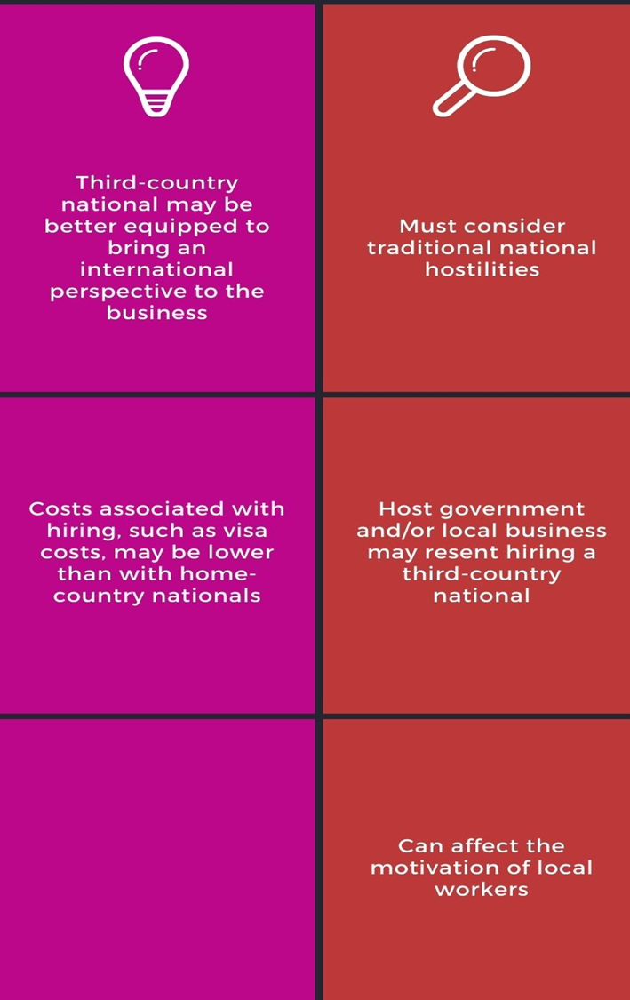 Third-country
national may be
better equipped to
bring an
international
perspective to the
business
Must consider
traditional national
hostilities
Costs associated with
hiring, such as visa
costs, may be lower
than with home-
country nationals
Host government
and/or local business
may resent hiring a
third-country
national
Can affect the
motivation of local
workers